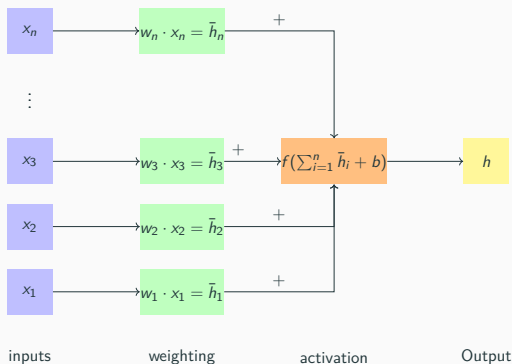 +
xₙ wₙ · xₙ = h̄ₙ
⋮
+
x₃ w₃ · x₃ = h̄₃ f(∑ⁿᵢ₌₁ h̄ᵢ + b) h
+
x₂ w₂ · x₂ = h̄₂
+
x₁ w₁ · x₁ = h̄₁
inputs weighting activation Output